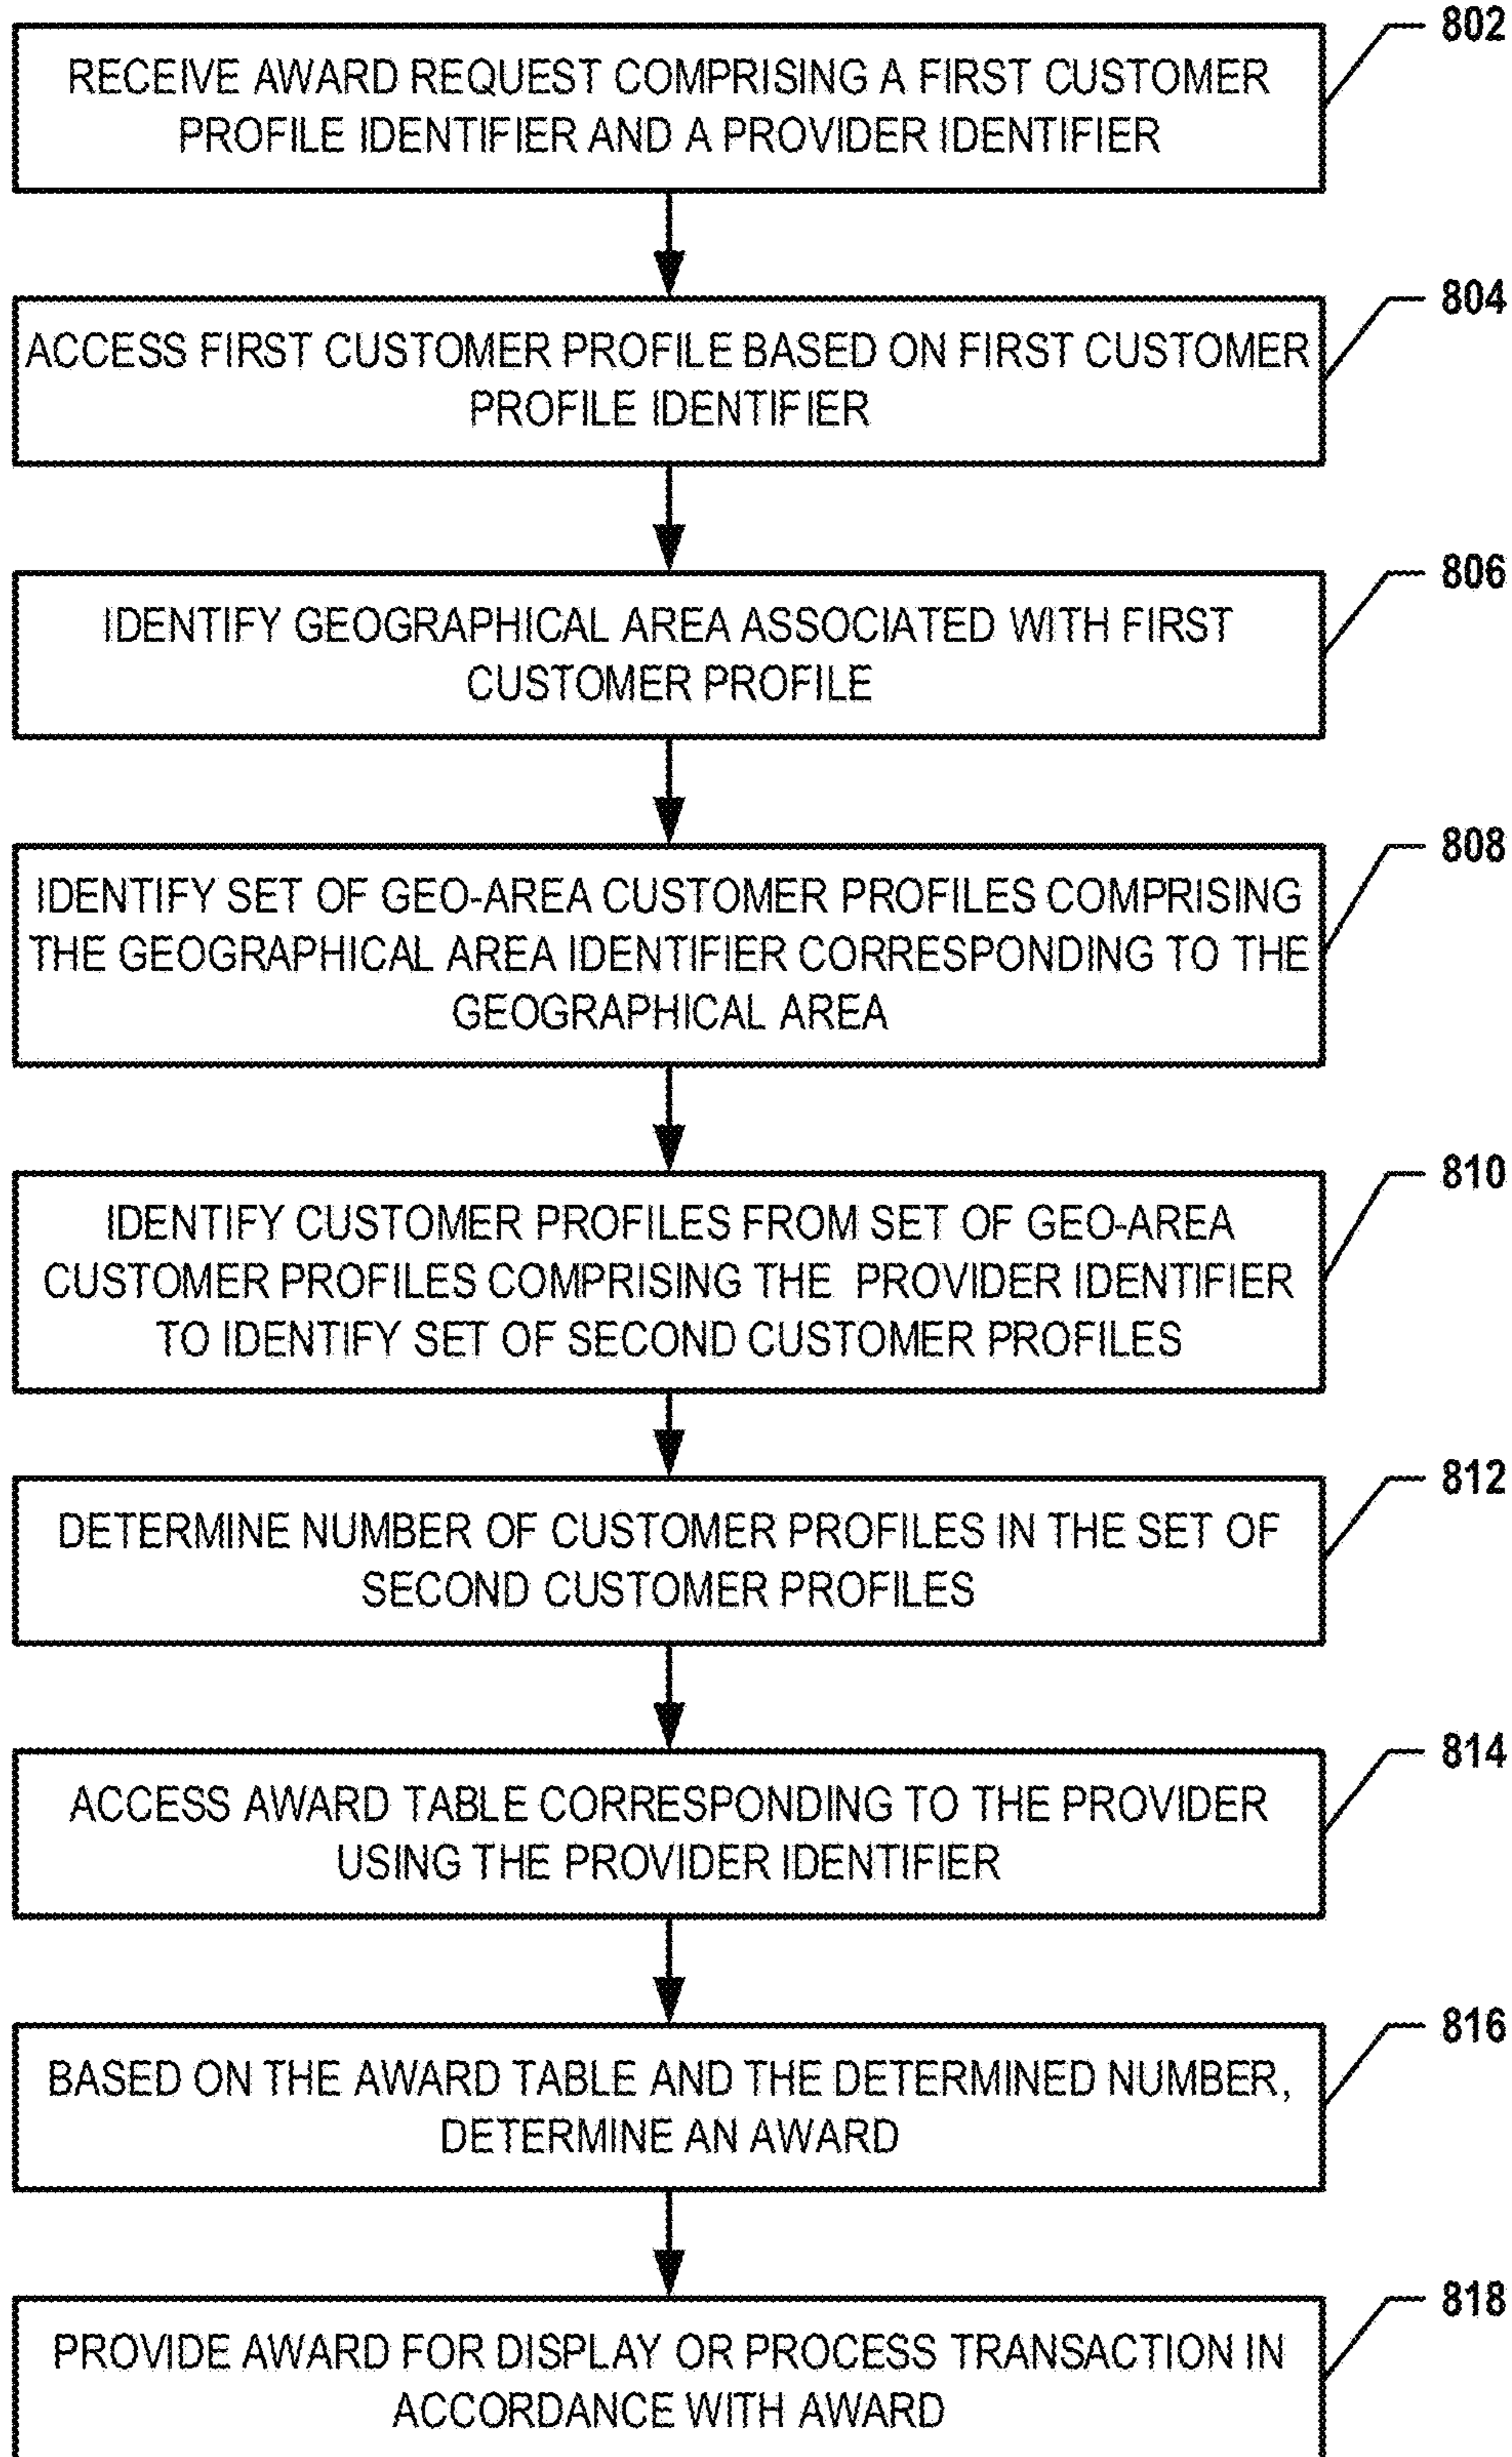 802
RECEIVE AWARD REQUEST COMPRISING A FIRST CUSTOMER
PROFILE IDENTIFIER AND A PROVIDER IDENTIFIER
804
ACCESS FIRST CUSTOMER PROFILE BASED ON FIRST CUSTOMER
PROFILE IDENTIFIER
806
IDENTIFY GEOGRAPHICAL AREA ASSOCIATED WITH FIRST
CUSTOMER PROFILE
808
IDENTIFY SET OF GEO-AREA CUSTOMER PROFILES COMPRISING
THE GEOGRAPHICAL AREA IDENTIFIER CORRESPONDING TO THE
GEOGRAPHICAL AREA
810
IDENTIFY CUSTOMER PROFILES FROM SET OF GEO-AREA
CUSTOMER PROFILES COMPRISING THE PROVIDER IDENTIFIER
TO IDENTIFY SET OF SECOND CUSTOMER PROFILES
812
DETERMINE NUMBER OF CUSTOMER PROFILES IN THE SET OF
SECOND CUSTOMER PROFILES
814
ACCESS AWARD TABLE CORRESPONDING TO THE PROVIDER
USING THE PROVIDER IDENTIFIER
816
BASED ON THE AWARD TABLE AND THE DETERMINED NUMBER,
DETERMINE AN AWARD
818
PROVIDE AWARD FOR DISPLAY OR PROCESS TRANSACTION IN
ACCORDANCE WITH AWARD